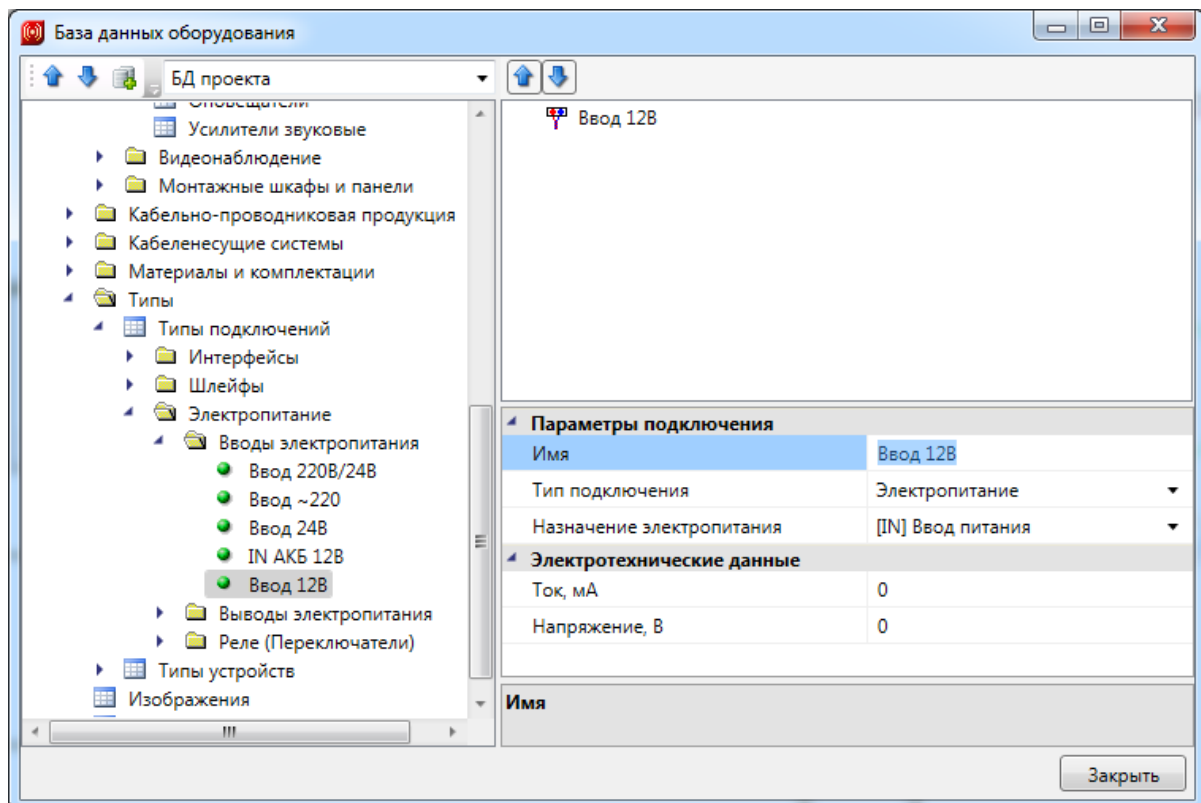 База данных оборудования
БД проекта
Оповещатели
Усилители звуковые
Видеонаблюдение
Монтажные шкафы и панели
Кабельно-проводниковая продукция
Кабеленесущие системы
Материалы и комплектации
Типы
Типы подключений
Интерфейсы
Шлейфы
Электропитание
Вводы электропитания
Ввод 220В/24В
Ввод ~220
Ввод 24В
IN АКБ 12В
Ввод 12В
Выводы электропитания
Реле (Переключатели)
Типы устройств
Изображения
Ввод 12В
Параметры подключения
Имя Ввод 12В
Тип подключения Электропитание
Назначение электропитания [IN] Ввод питания
Электротехнические данные
Ток, мА 0
Напряжение, В 0
Имя
Закрыть